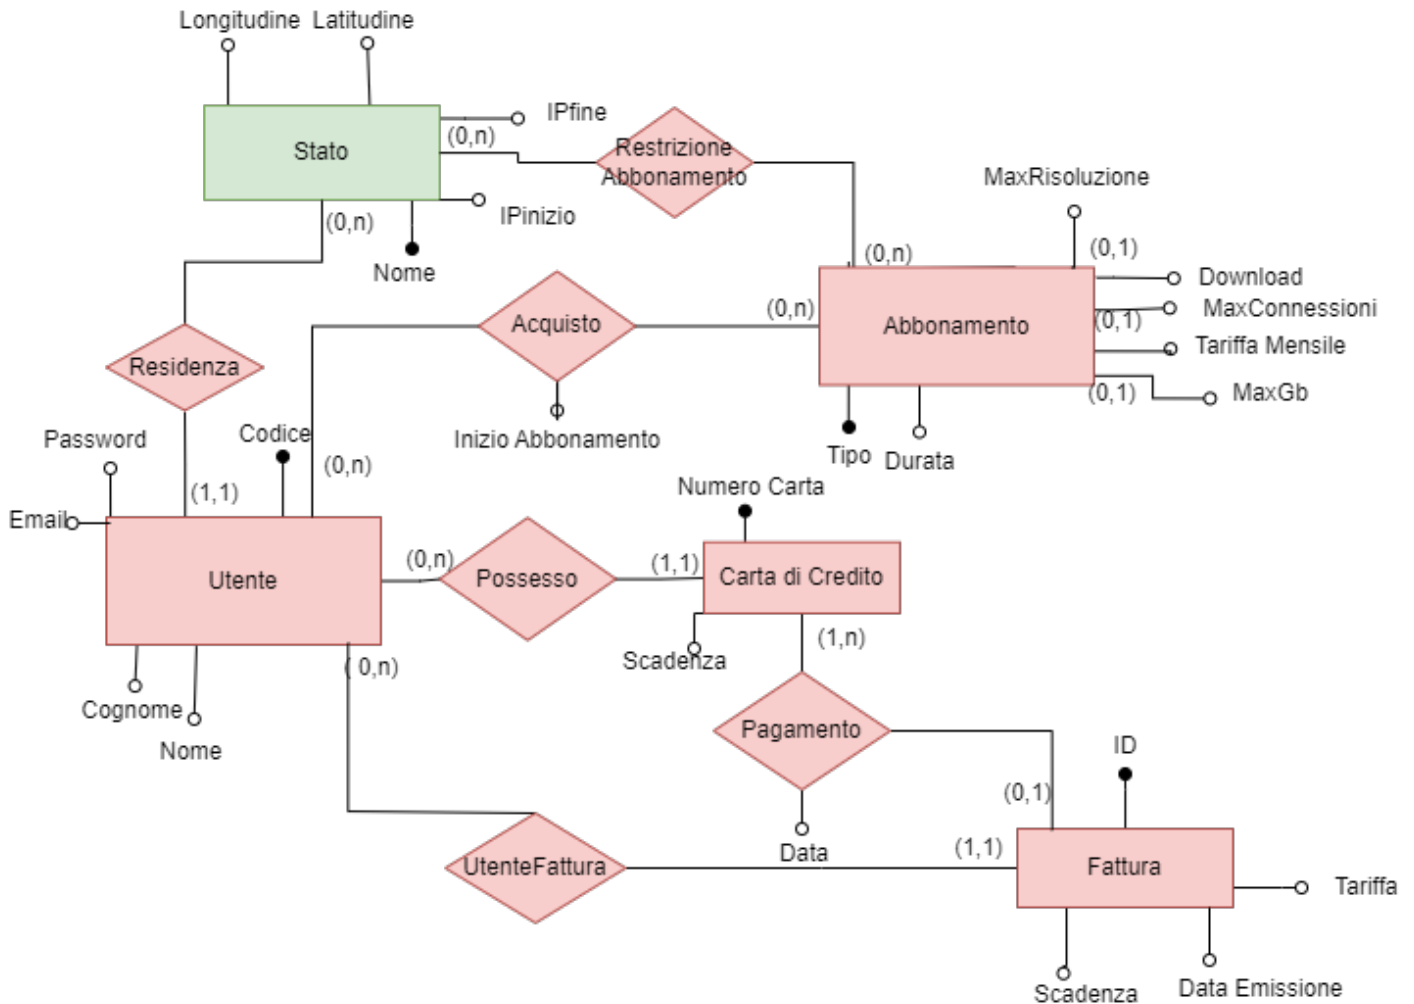 Longitudine Latitudine
IPfine
(0,n)
Stato
Restrizione
Abbonamento
MaxRisoluzione
IPinizio
(0,n)
(0,n)
(0,1)
Nome
Download
(0,n)
MaxConnessioni
Acquisto
Abbonamento
(0,1)
Tariffa Mensile
Residenza
(0,1)
MaxGb
Password
Codice
Inizio Abbonamento
Tipo
Durata
(0,n)
(1,1)
Numero Carta
Email
(0,n)
(1,1)
Utente
Possesso
Carta di Credito
(1,n)
Scadenza
( 0,n)
Cognome
Nome
Pagamento
ID
(0,1)
Data
(1,1)
UtenteFattura
Fattura
Tariffa
Scadenza
Data Emissione